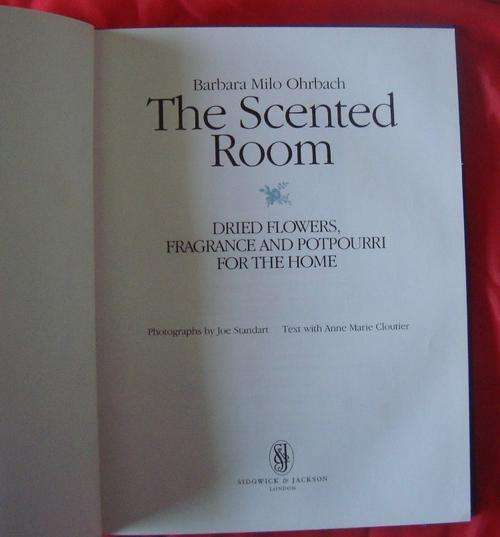 Barbara Milo Ohrbach
The Scented
Room
DRIED FLOWERS,
FRAGRANCE AND POTPOURRI
FOR THE HOME
Photographs by Joe Standart Text with Anne Marie Cloutier
S&J
SIDGWICK & JACKSON
LONDON